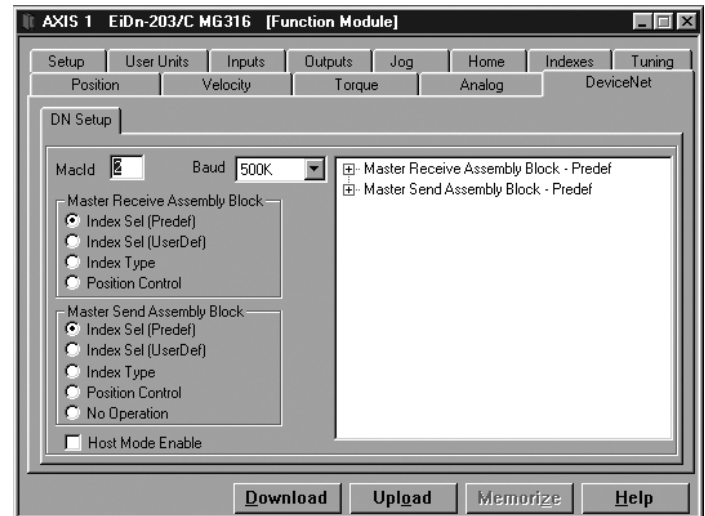 AXIS 1 EiDn-203/C MG316 [Function Module]
Setup User Units Inputs Outputs Jog Home Indexes Tuning
Position Velocity Torque Analog DeviceNet
DN Setup
MacId 2 Baud 500K
Master Receive Assembly Block
Index Sel (Predef)
Index Sel (UserDef)
Index Type
Position Control
Master Send Assembly Block
Index Sel (Predef)
Index Sel (UserDef)
Index Type
Position Control
No Operation
Host Mode Enable
Master Receive Assembly Block - Predef
Master Send Assembly Block - Predef
Download Upload Memorize Help